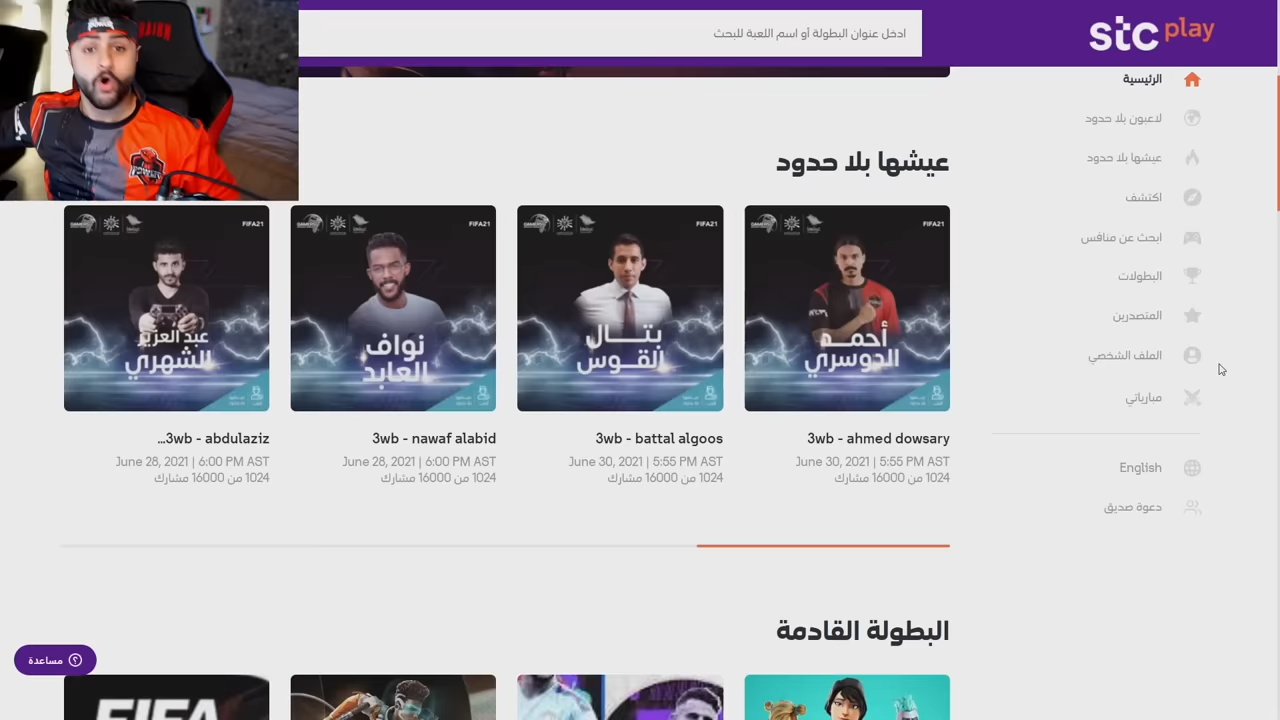 stc play
ادخل عنوان البطولة أو اسم اللعبة للبحث
الرئيسية
لاعبون بلا حدود
عيشها بلا حدود
اكتشف
ابحث عن منافس
البطولات
المتصدرين
الملف الشخصي
مبارياتي
English
دعوة صديق
عيشها بلا حدود
FIFA21
أحمد
الدوسري
3wb - ahmed dowsary
June 30, 2021 | 5:55 PM AST
1024 من 16000 مشارك
FIFA21
بتال
القوس
3wb - battal algoos
June 30, 2021 | 5:55 PM AST
1024 من 16000 مشارك
FIFA21
نواف
العابد
3wb - nawaf alabid
June 28, 2021 | 6:00 PM AST
1024 من 16000 مشارك
FIFA21
عبدالعزيز
الشهري
3wb - abdulaziz...
June 28, 2021 | 6:00 PM AST
1024 من 16000 مشارك
البطولة القادمة
FIFA
مساعدة